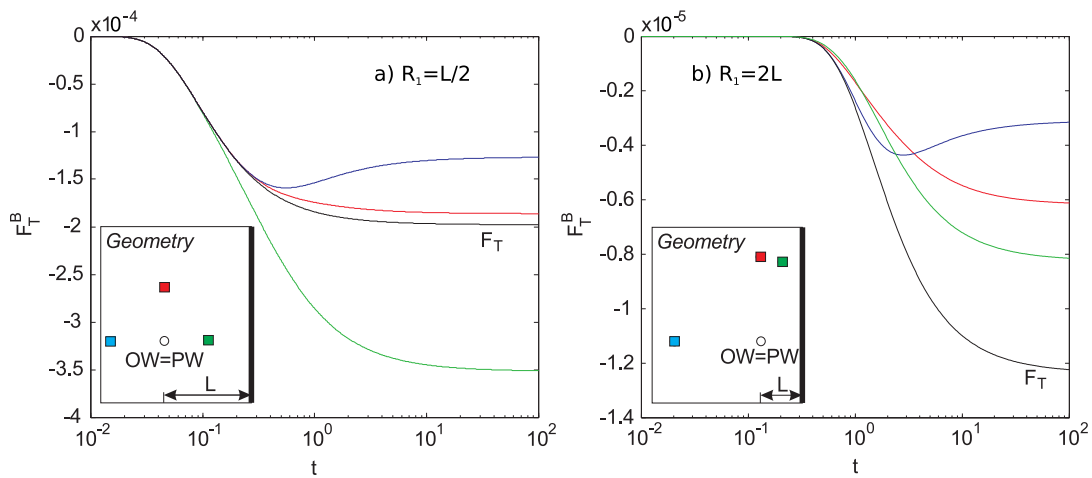 ×10⁻⁴
0
-0.5
-1
-1.5
-2
-2.5
-3
-3.5
-4
F_T^B
a) R₁=L/2
F_T
Geometry
OW=PW
L
10⁻² 10⁻¹ 10⁰ 10¹ 10²
t
×10⁻⁵
0
-0.2
-0.4
-0.6
-0.8
-1
-1.2
-1.4
F_T^B
b) R₁=2L
Geometry
OW=PW
L
F_T
10⁻² 10⁻¹ 10⁰ 10¹ 10²
t